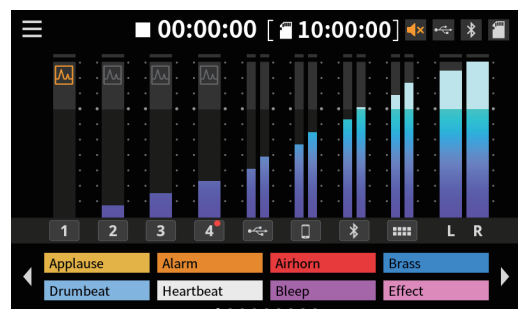 00:00:00 [ 10:00:00]
1 2 3 4 L R
Applause Alarm Airhorn Brass
Drumbeat Heartbeat Bleep Effect